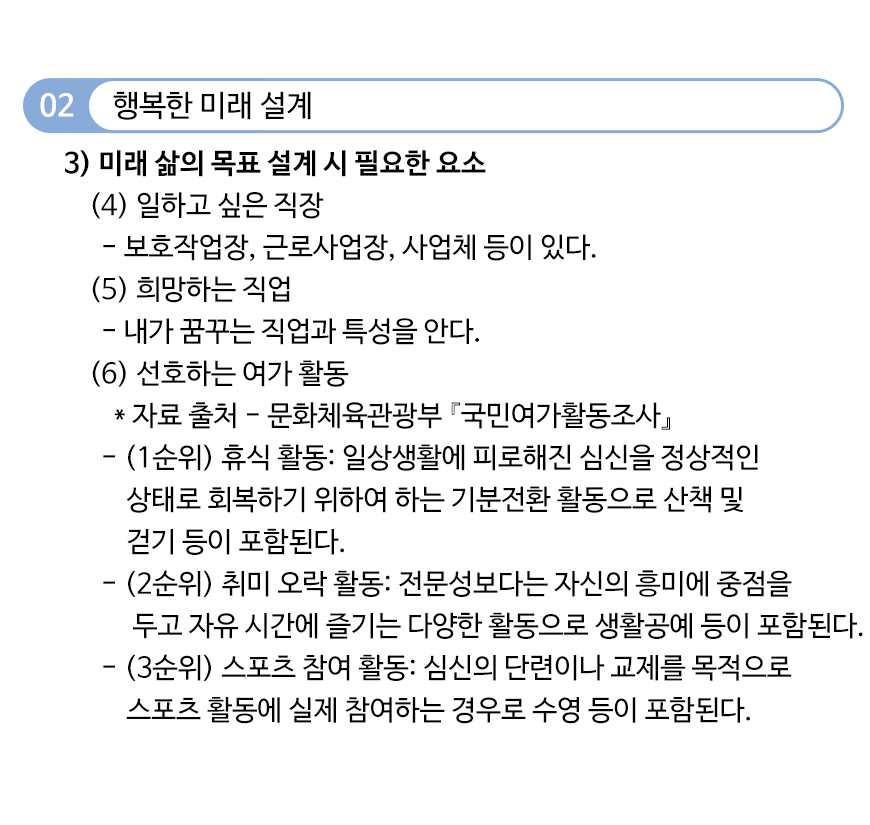 02 행복한 미래 설계
3) 미래 삶의 목표 설계 시 필요한 요소
(4) 일하고 싶은 직장
- 보호작업장, 근로사업장, 사업체 등이 있다.
(5) 희망하는 직업
- 내가 꿈꾸는 직업과 특성을 안다.
(6) 선호하는 여가 활동
* 자료 출처 - 문화체육관광부 『국민여가활동조사』
- (1순위) 휴식 활동: 일상생활에 피로해진 심신을 정상적인
상태로 회복하기 위하여 하는 기분전환 활동으로 산책 및
걷기 등이 포함된다.
- (2순위) 취미 오락 활동: 전문성보다는 자신의 흥미에 중점을
두고 자유 시간에 즐기는 다양한 활동으로 생활공예 등이 포함된다.
- (3순위) 스포츠 참여 활동: 심신의 단련이나 교제를 목적으로
스포츠 활동에 실제 참여하는 경우로 수영 등이 포함된다.